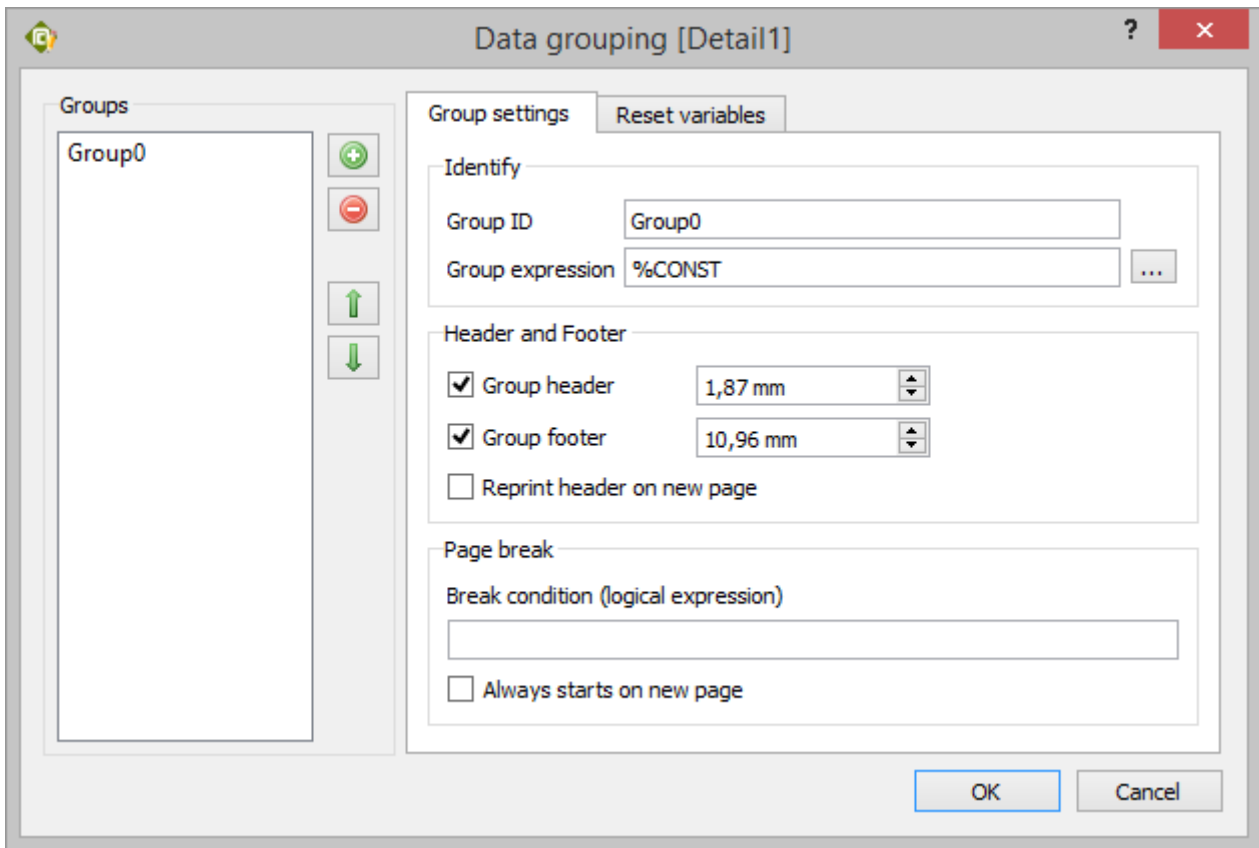 Data grouping [Detail1]
?
Groups
Group0
Group settings
Reset variables
Identify
Group ID
Group0
Group expression
%CONST
...
Header and Footer
Group header
1,87 mm
Group footer
10,96 mm
Reprint header on new page
Page break
Break condition (logical expression)
Always starts on new page
OK
Cancel